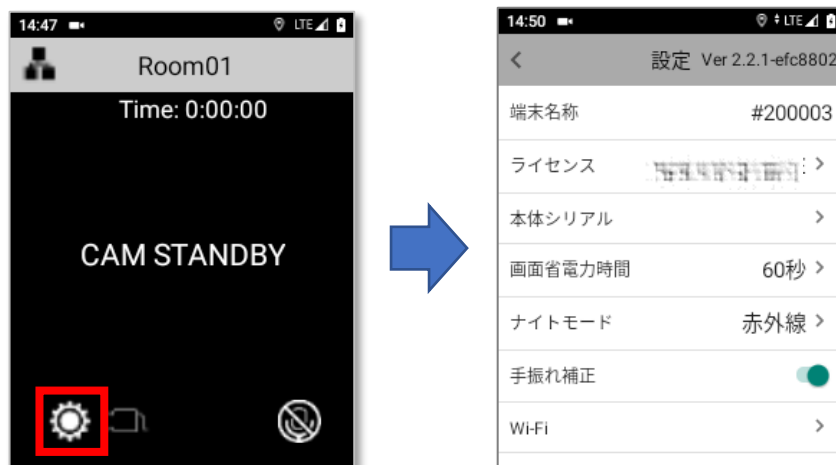 14:47 LTE
Room01
Time: 0:00:00
CAM STANDBY
14:50 LTE
設定 Ver 2.2.1-efc8802
端末名称 #200003
ライセンス
本体シリアル
画面省電力時間 60秒
ナイトモード 赤外線
手振れ補正
Wi-Fi